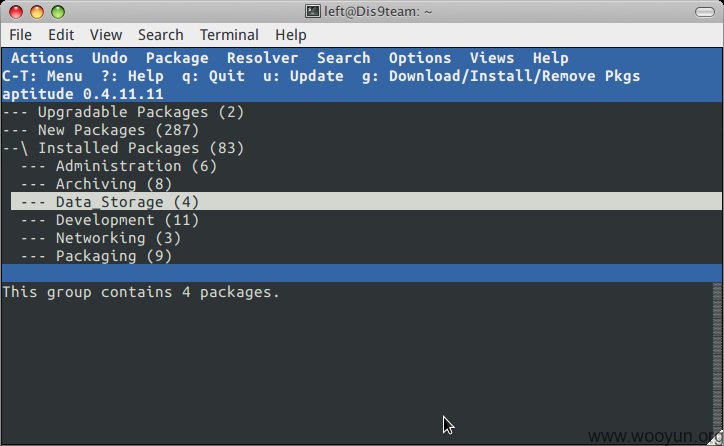 left@Dis9team: ~
File Edit View Search Terminal Help
Actions Undo Package Resolver Search Options Views Help
C-T: Menu ?: Help q: Quit u: Update g: Download/Install/Remove Pkgs
aptitude 0.4.11.11
--- Upgradable Packages (2)
--- New Packages (287)
--\ Installed Packages (83)
--- Administration (6)
--- Archiving (8)
--- Data_Storage (4)
--- Development (11)
--- Networking (3)
--- Packaging (9)
This group contains 4 packages.
www.wooyun.org